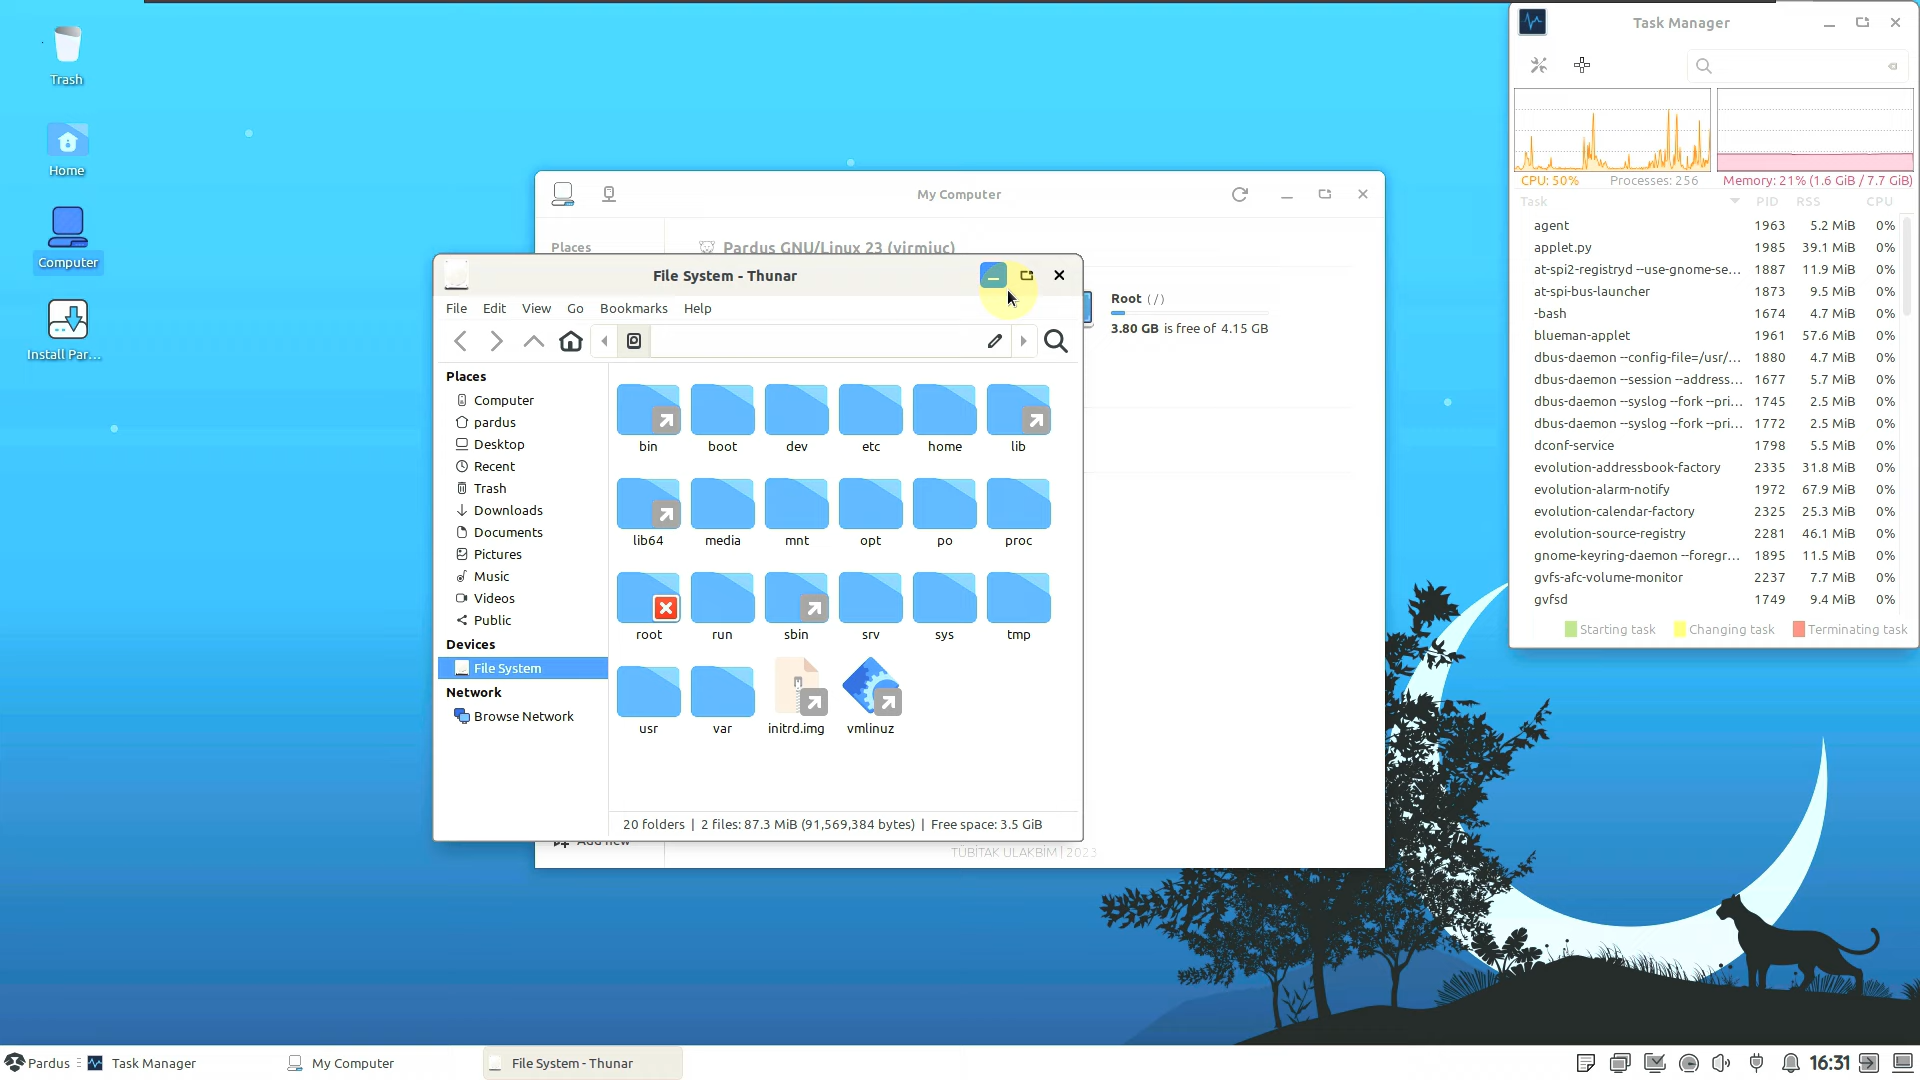 Trash
Home
Computer
Install Par...
My Computer
Places
Pardus GNU/Linux 23 (virmiuc)
Root (/)
3.80 GB is free of 4.15 GB
TÜBİTAK ULAKBİM | 2023
File System - Thunar
File Edit View Go Bookmarks Help
Places
Computer
pardus
Desktop
Recent
Trash
Downloads
Documents
Pictures
Music
Videos
Public
Devices
File System
Network
Browse Network
bin boot dev etc home lib
lib64 media mnt opt po proc
root run sbin srv sys tmp
usr var initrd.img vmlinuz
20 folders | 2 files: 87.3 MiB (91,569,384 bytes) | Free space: 3.5 GiB
Add new
Task Manager
CPU: 50% Processes: 256 Memory: 21% (1.6 GiB / 7.7 GiB)
Task PID RSS CPU
agent 1963 5.2 MiB 0%
applet.py 1985 39.1 MiB 0%
at-spi2-registryd --use-gnome-se... 1887 11.9 MiB 0%
at-spi-bus-launcher 1873 9.5 MiB 0%
-bash 1674 4.7 MiB 0%
blueman-applet 1961 57.6 MiB 0%
dbus-daemon --config-file=/usr/... 1880 4.7 MiB 0%
dbus-daemon --session --address... 1677 5.7 MiB 0%
dbus-daemon --syslog --fork --pri... 1745 2.5 MiB 0%
dbus-daemon --syslog --fork --pri... 1772 2.5 MiB 0%
dconf-service 1798 5.5 MiB 0%
evolution-addressbook-factory 2335 31.8 MiB 0%
evolution-alarm-notify 1972 67.9 MiB 0%
evolution-calendar-factory 2325 25.3 MiB 0%
evolution-source-registry 2281 46.1 MiB 0%
gnome-keyring-daemon --foregr... 1895 11.5 MiB 0%
gvfs-afc-volume-monitor 2237 7.7 MiB 0%
gvfsd 1749 9.4 MiB 0%
Starting task Changing task Terminating task
Pardus Task Manager My Computer File System - Thunar 16:31